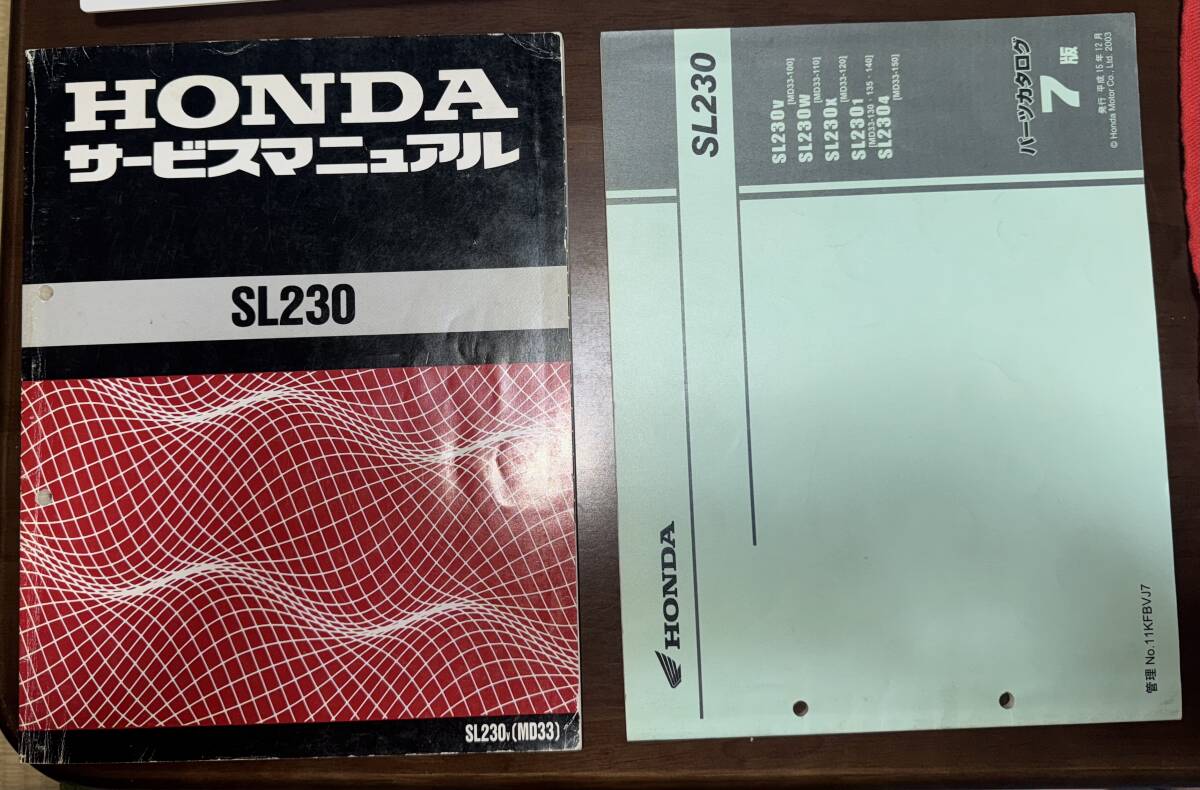 HONDA
サービスマニュアル
SL230
SL230V(MD33)
SL230
SL230V
[MD33-100]
SL230W
[MD33-110]
SL230X
[MD33-120]
SL2301
[MD33-130・135・140]
SL2304
[MD33-150]
パーツカタログ
7版
発行 平成15年12月
© Honda Motor Co., Ltd. 2003
HONDA
管理 No.11KFBVJ7